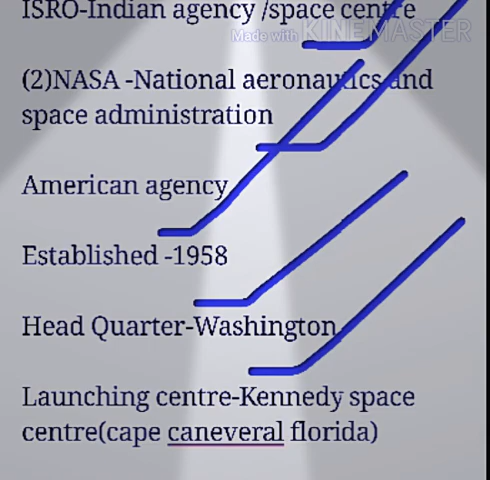 ISRO-Indian agency /space centre
Made with KINEMASTER
(2)NASA -National aeronautics and
space administration
American agency
Established -1958
Head Quarter-Washington
Launching centre-Kennedy space
centre(cape caneveral florida)